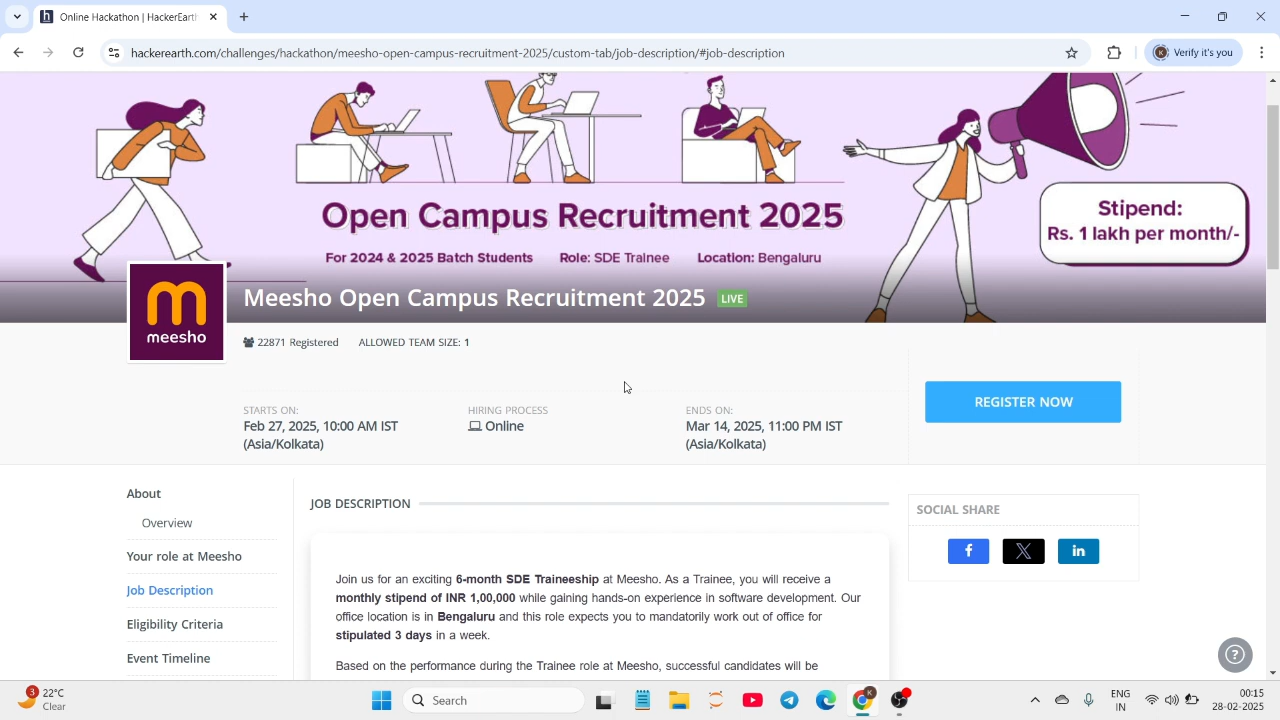 Online Hackathon | HackerEarth
hackerearth.com/challenges/hackathon/meesho-open-campus-recruitment-2025/custom-tab/job-description/#job-description
K
Verify it's you
Open Campus Recruitment 2025
For 2024 & 2025 Batch Students Role: SDE Trainee Location: Bengaluru
Stipend:
Rs. 1 lakh per month/-
meesho
Meesho Open Campus Recruitment 2025 LIVE
22871 Registered ALLOWED TEAM SIZE: 1
STARTS ON:
Feb 27, 2025, 10:00 AM IST
(Asia/Kolkata)
HIRING PROCESS
Online
ENDS ON:
Mar 14, 2025, 11:00 PM IST
(Asia/Kolkata)
REGISTER NOW
About
Overview
Your role at Meesho
Job Description
Eligibility Criteria
Event Timeline
JOB DESCRIPTION
Join us for an exciting 6-month SDE Traineeship at Meesho. As a Trainee, you will receive a
monthly stipend of INR 1,00,000 while gaining hands-on experience in software development. Our
office location is in Bengaluru and this role expects you to mandatorily work out of office for
stipulated 3 days in a week.
Based on the performance during the Trainee role at Meesho, successful candidates will be
SOCIAL SHARE
3
22°C
Clear
Search
K
ENG
IN
00:15
28-02-2025